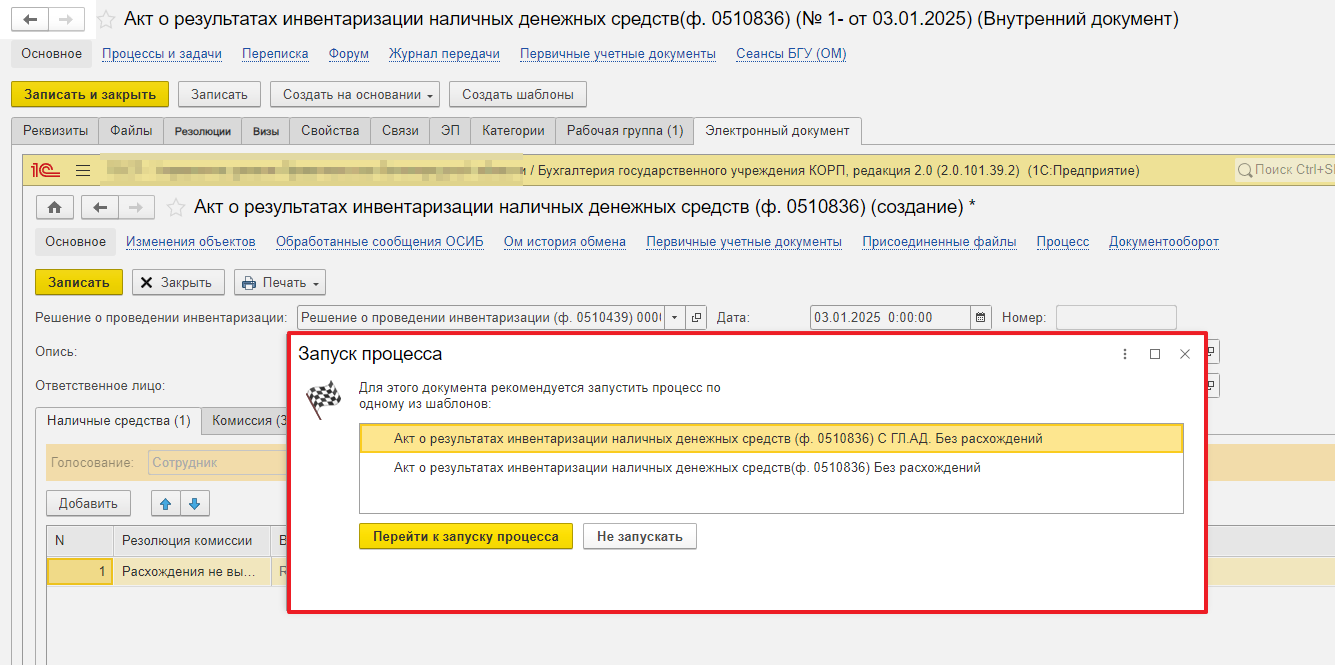 Акт о результатах инвентаризации наличных денежных средств(ф. 0510836) (№ 1- от 03.01.2025) (Внутренний документ)
Основное Процессы и задачи Переписка Форум Журнал передачи Первичные учетные документы Сеансы БГУ (ОМ)
Записать и закрыть Записать Создать на основании Создать шаблоны
Реквизиты Файлы Резолюции Визы Свойства Связи ЭП Категории Рабочая группа (1) Электронный документ
1С / Бухгалтерия государственного учреждения КОРП, редакция 2.0 (2.0.101.39.2) (1С:Предприятие) Поиск Ctrl+S
Акт о результатах инвентаризации наличных денежных средств (ф. 0510836) (создание) *
Основное Изменения объектов Обработанные сообщения ОСИБ Ом история обмена Первичные учетные документы Присоединенные файлы Процесс Документооборот
Записать Закрыть Печать
Решение о проведении инвентаризации: Решение о проведении инвентаризации (ф. 0510439) 000 Дата: 03.01.2025 0:00:00 Номер:
Опись:
Ответственное лицо:
Наличные средства (1) Комиссия (3
Голосование: Сотрудник
Добавить
N Резолюция комиссии В
1 Расхождения не вы...
Запуск процесса
Для этого документа рекомендуется запустить процесс по
одному из шаблонов:
Акт о результатах инвентаризации наличных денежных средств (ф. 0510836) С ГЛ.АД. Без расхождений
Акт о результатах инвентаризации наличных денежных средств(ф. 0510836) Без расхождений
Перейти к запуску процесса Не запускать